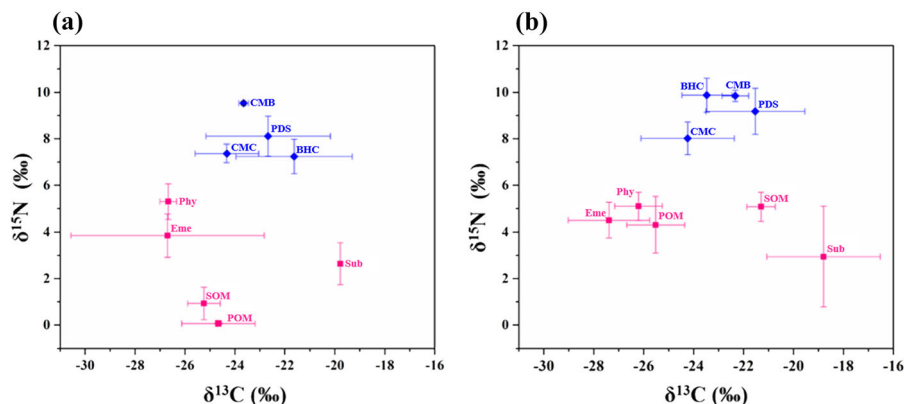 (a)
12
10
8
6
4
2
0
-30
-28
-26
-24
-22
-20
-18
-16
δ¹⁵N (‰)
δ¹³C (‰)
CMB
PDS
CMC
BHC
Phy
Eme
Sub
SOM
POM
(b)
12
10
8
6
4
2
0
-30
-28
-26
-24
-22
-20
-18
-16
δ¹⁵N (‰)
δ¹³C (‰)
BHC
CMB
PDS
CMC
Phy
SOM
Eme
POM
Sub